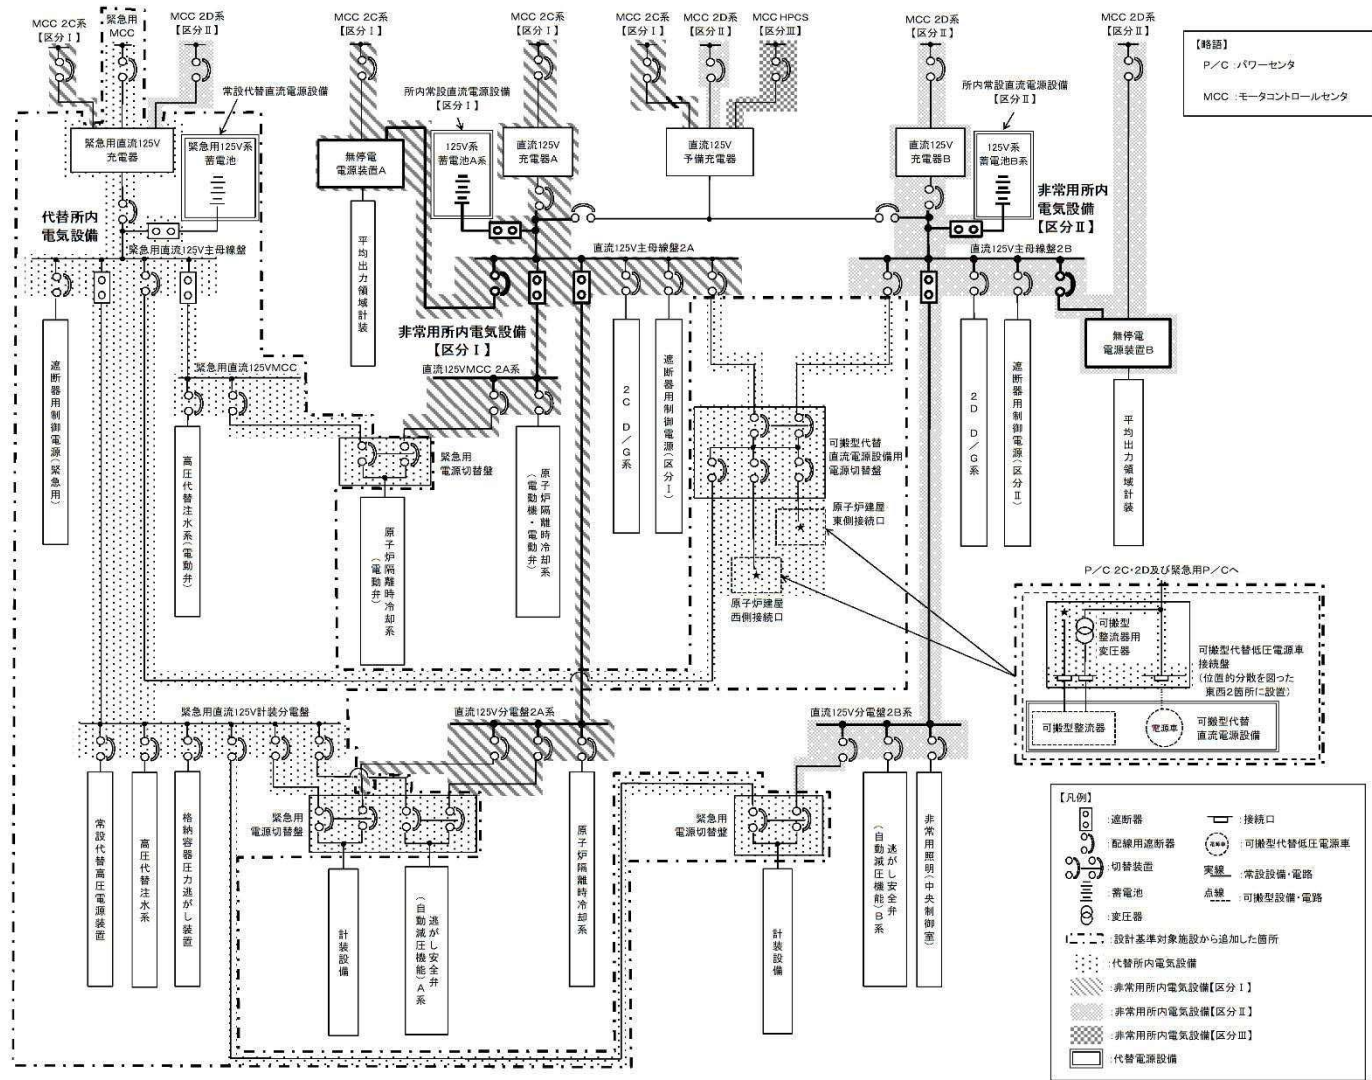 MCC 2C系
【区分Ⅰ】
緊急用
MCC
MCC 2D系
【区分Ⅱ】
MCC 2C系
【区分Ⅰ】
MCC 2C系
【区分Ⅰ】
MCC 2C系
【区分Ⅰ】
MCC 2D系
【区分Ⅱ】
MCC HPCS
【区分Ⅲ】
MCC 2D系
【区分Ⅱ】
MCC 2D系
【区分Ⅱ】
【略語】
P/C :パワーセンタ
MCC :モータコントロールセンタ
常設代替直流電源設備
所内常設直流電源設備
【区分Ⅰ】
所内常設直流電源設備
【区分Ⅱ】
緊急用直流125V
充電器
緊急用125V系
蓄電池
無停電
電源装置A
125V系
蓄電池A系
直流125V
充電器A
直流125V
予備充電器
直流125V
充電器B
125V系
蓄電池B系
代替所内
電気設備
非常用所内
電気設備
【区分Ⅱ】
緊急用直流125V主母線盤
平均出力領域計装
直流125V主母線盤2A
直流125V主母線盤2B
非常用所内電気設備
【区分Ⅰ】
無停電
電源装置B
遮断器用制御電源(緊急用)
緊急用直流125VMCC
直流125VMCC 2A系
2C D/G系
遮断器用制御電源(区分Ⅰ)
2D D/G系
遮断器用制御電源(区分Ⅱ)
平均出力領域計装
高圧代替注水系(電動弁)
緊急用
電源切替盤
原子炉隔離時冷却系
(電動弁)
原子炉隔離時冷却系
(電動機・電動弁)
可搬型代替
直流電源設備用
電源切替盤
原子炉建屋
東側接続口
原子炉建屋
西側接続口
P/C 2C・2D及び緊急用P/Cへ
可搬型
整流器用
変圧器
可搬型代替低圧電源車
接続盤
(位置的分散を図った
東西2箇所に設置)
可搬型整流器
電源車
可搬型代替
直流電源設備
緊急用直流125V計装分電盤
直流125V分電盤2A系
直流125V分電盤2B系
常設代替高圧電源装置
高圧代替注水系
格納容器圧力逃がし装置
緊急用
電源切替盤
計装設備
逃がし安全弁
(自動減圧機能)A系
原子炉隔離時冷却系
緊急用
電源切替盤
計装設備
逃がし安全弁
(自動減圧機能)B系
非常用照明(中央制御室)
【凡例】
:遮断器
:配線用遮断器
:切替装置
:蓄電池
:変圧器
:接続口
電源車
:可搬型代替低圧電源車
実線
:常設設備・電路
点線
:可搬型設備・電路
:設計基準対象施設から追加した箇所
:代替所内電気設備
:非常用所内電気設備【区分Ⅰ】
:非常用所内電気設備【区分Ⅱ】
:非常用所内電気設備【区分Ⅲ】
:代替電源設備